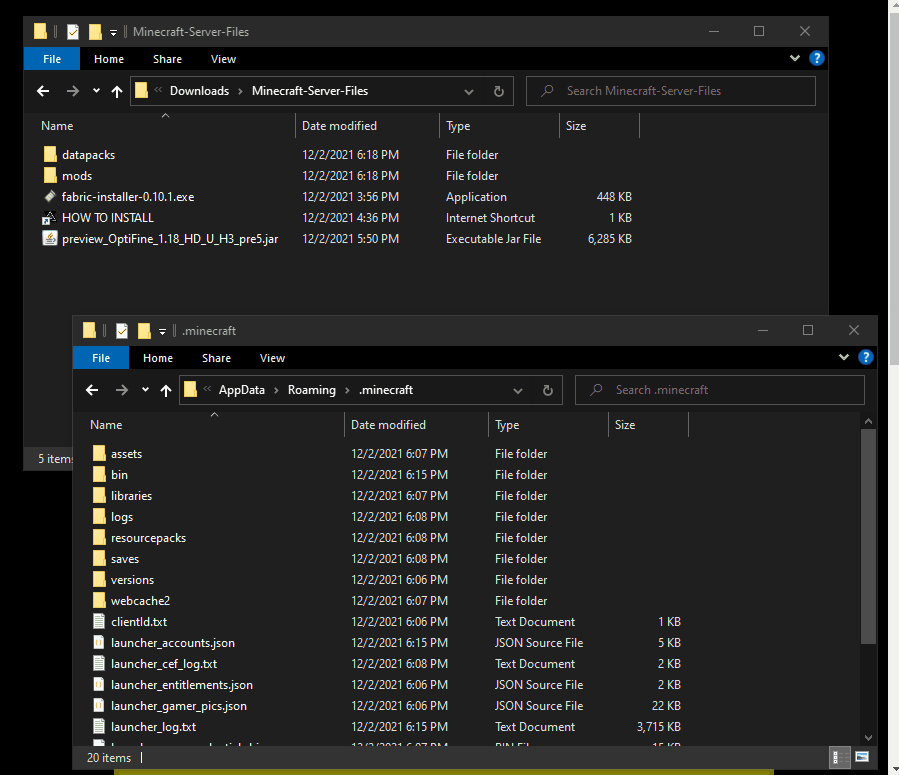 Minecraft-Server-Files
File Home Share View
Downloads Minecraft-Server-Files Search Minecraft-Server-Files
Name Date modified Type Size
datapacks 12/2/2021 6:18 PM File folder
mods 12/2/2021 6:18 PM File folder
fabric-installer-0.10.1.exe 12/2/2021 3:56 PM Application 448 KB
HOW TO INSTALL 12/2/2021 4:36 PM Internet Shortcut 1 KB
preview_OptiFine_1.18_HD_U_H3_pre5.jar 12/2/2021 5:50 PM Executable Jar File 6,285 KB
.minecraft
File Home Share View
AppData Roaming .minecraft Search .minecraft
Name Date modified Type Size
assets 12/2/2021 6:07 PM File folder
5 items
bin 12/2/2021 6:15 PM File folder
libraries 12/2/2021 6:07 PM File folder
logs 12/2/2021 6:08 PM File folder
resourcepacks 12/2/2021 6:08 PM File folder
saves 12/2/2021 6:08 PM File folder
versions 12/2/2021 6:06 PM File folder
webcache2 12/2/2021 6:07 PM File folder
clientId.txt 12/2/2021 6:06 PM Text Document 1 KB
launcher_accounts.json 12/2/2021 6:15 PM JSON Source File 5 KB
launcher_cef_log.txt 12/2/2021 6:08 PM Text Document 2 KB
launcher_entitlements.json 12/2/2021 6:06 PM JSON Source File 2 KB
launcher_gamer_pics.json 12/2/2021 6:06 PM JSON Source File 22 KB
launcher_log.txt 12/2/2021 6:15 PM Text Document 3,715 KB
20 items